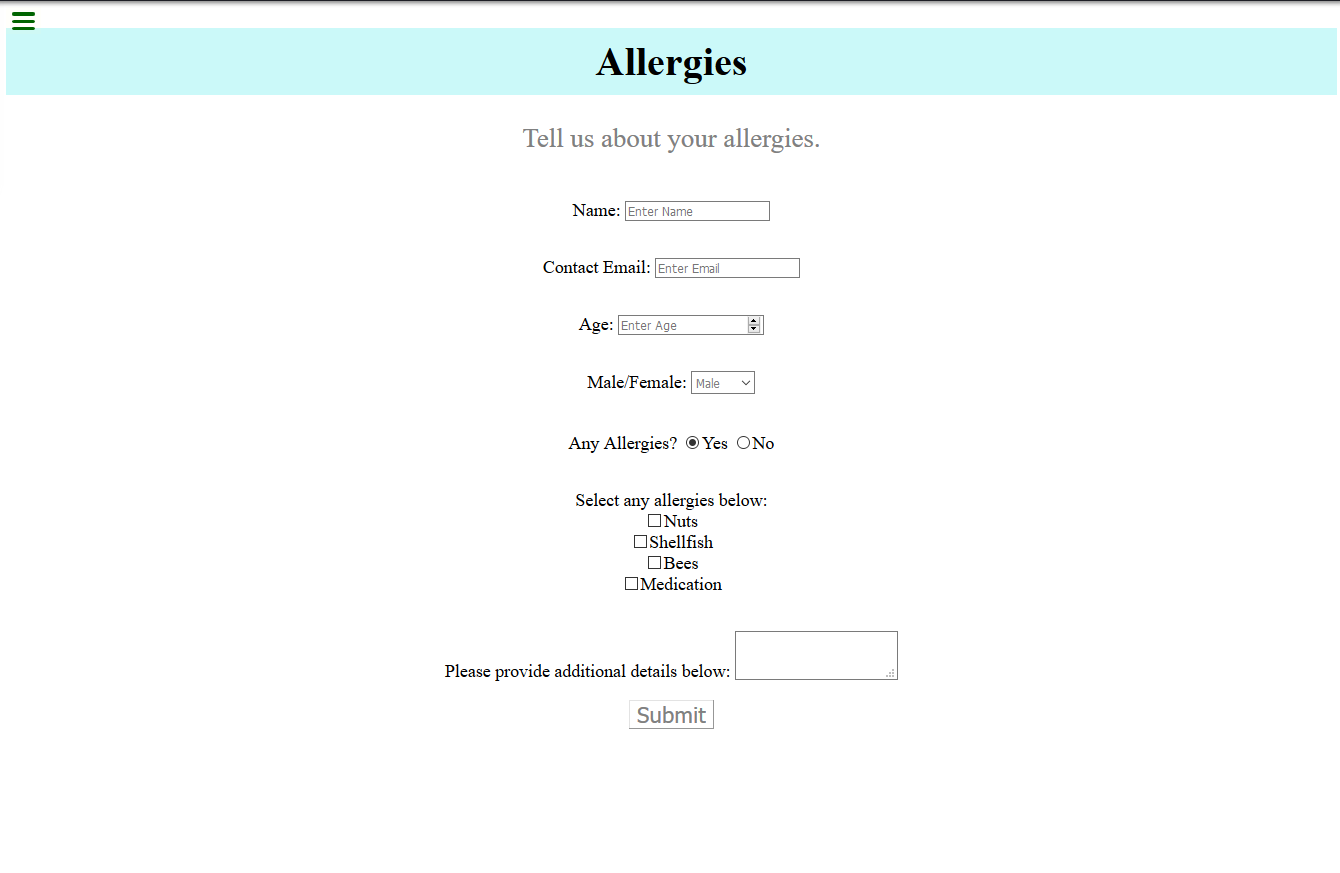 Allergies
Tell us about your allergies.
Name: Enter Name
Contact Email: Enter Email
Age: Enter Age
Male/Female: Male
Any Allergies? Yes No
Select any allergies below:
Nuts
Shellfish
Bees
Medication
Please provide additional details below:
Submit